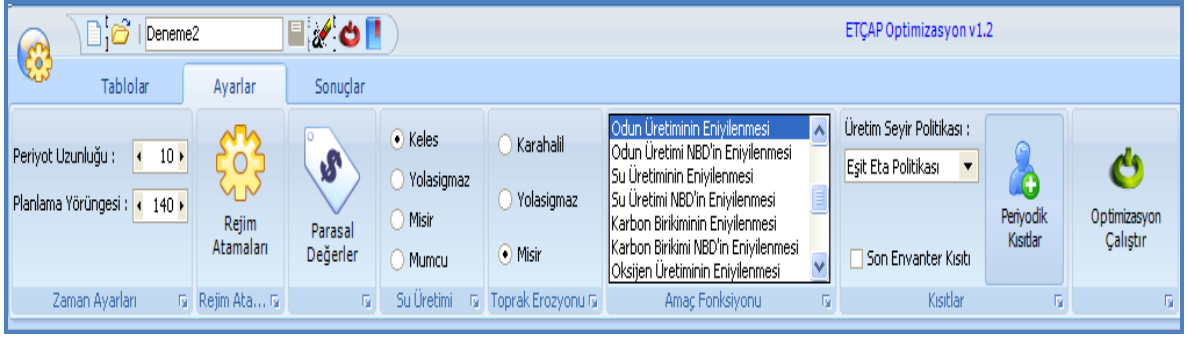 Deneme2
ETÇAP Optimizasyon v1.2
Tablolar
Ayarlar
Sonuçlar
Periyot Uzunluğu : 10
Planlama Yörüngesi : 140
Zaman Ayarları
Rejim
Atamaları
Rejim Ata...
Parasal
Değerler
Keles
Yolasigmaz
Misir
Mumcu
Su Üretimi
Karahalil
Yolasigmaz
Misir
Toprak Erozyonu
Odun Üretiminin Eniyilenmesi
Odun Üretimi NBD'in Eniyilenmesi
Su Üretiminin Eniyilenmesi
Su Üretimi NBD'in Eniyilenmesi
Karbon Birikiminin Eniyilenmesi
Karbon Birikimi NBD'in Eniyilenmesi
Oksijen Üretiminin Eniyilenmesi
Amaç Fonksiyonu
Üretim Seyir Politikası :
Eşit Eta Politikası
Son Envanter Kısıtı
Periyodik
Kısıtlar
Kısıtlar
Optimizasyon
Çalıştır